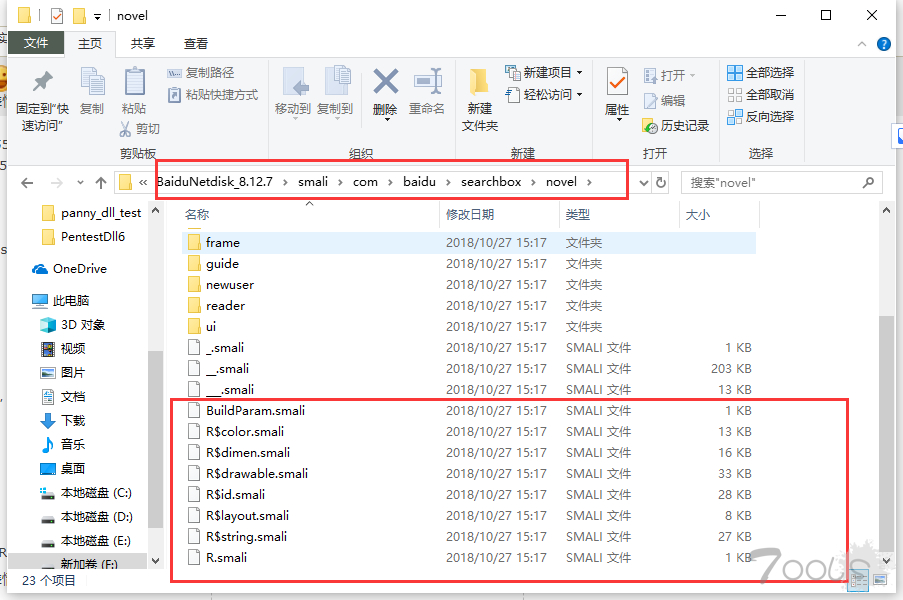 novel
文件 主页 共享 查看
固定到“快速访问”
复制
粘贴
复制路径
粘贴快捷方式
剪切
剪贴板
移动到
复制到
删除
重命名
组织
新建文件夹
新建项目
轻松访问
新建
属性
打开
编辑
历史记录
打开
全部选择
全部取消
反向选择
选择
« BaiduNetdisk_8.12.7 › smali › com › baidu › searchbox › novel ›
搜索"novel"
panny_dll_test
PentestDll6
OneDrive
此电脑
3D 对象
视频
图片
文档
下载
音乐
桌面
本地磁盘 (C:)
本地磁盘 (D:)
本地磁盘 (E:)
新加卷 (F:)
名称 修改日期 类型 大小
frame 2018/10/27 15:17 文件夹
guide 2018/10/27 15:17 文件夹
newuser 2018/10/27 15:17 文件夹
reader 2018/10/27 15:17 文件夹
ui 2018/10/27 15:17 文件夹
_.smali 2018/10/27 15:17 SMALI 文件 1 KB
__.smali 2018/10/27 15:17 SMALI 文件 203 KB
___.smali 2018/10/27 15:17 SMALI 文件 13 KB
BuildParam.smali 2018/10/27 15:17 SMALI 文件 1 KB
R$color.smali 2018/10/27 15:17 SMALI 文件 13 KB
R$dimen.smali 2018/10/27 15:17 SMALI 文件 16 KB
R$drawable.smali 2018/10/27 15:17 SMALI 文件 33 KB
R$id.smali 2018/10/27 15:17 SMALI 文件 28 KB
R$layout.smali 2018/10/27 15:17 SMALI 文件 8 KB
R$string.smali 2018/10/27 15:17 SMALI 文件 27 KB
R.smali 2018/10/27 15:17 SMALI 文件 1 KB
23 个项目
7ools